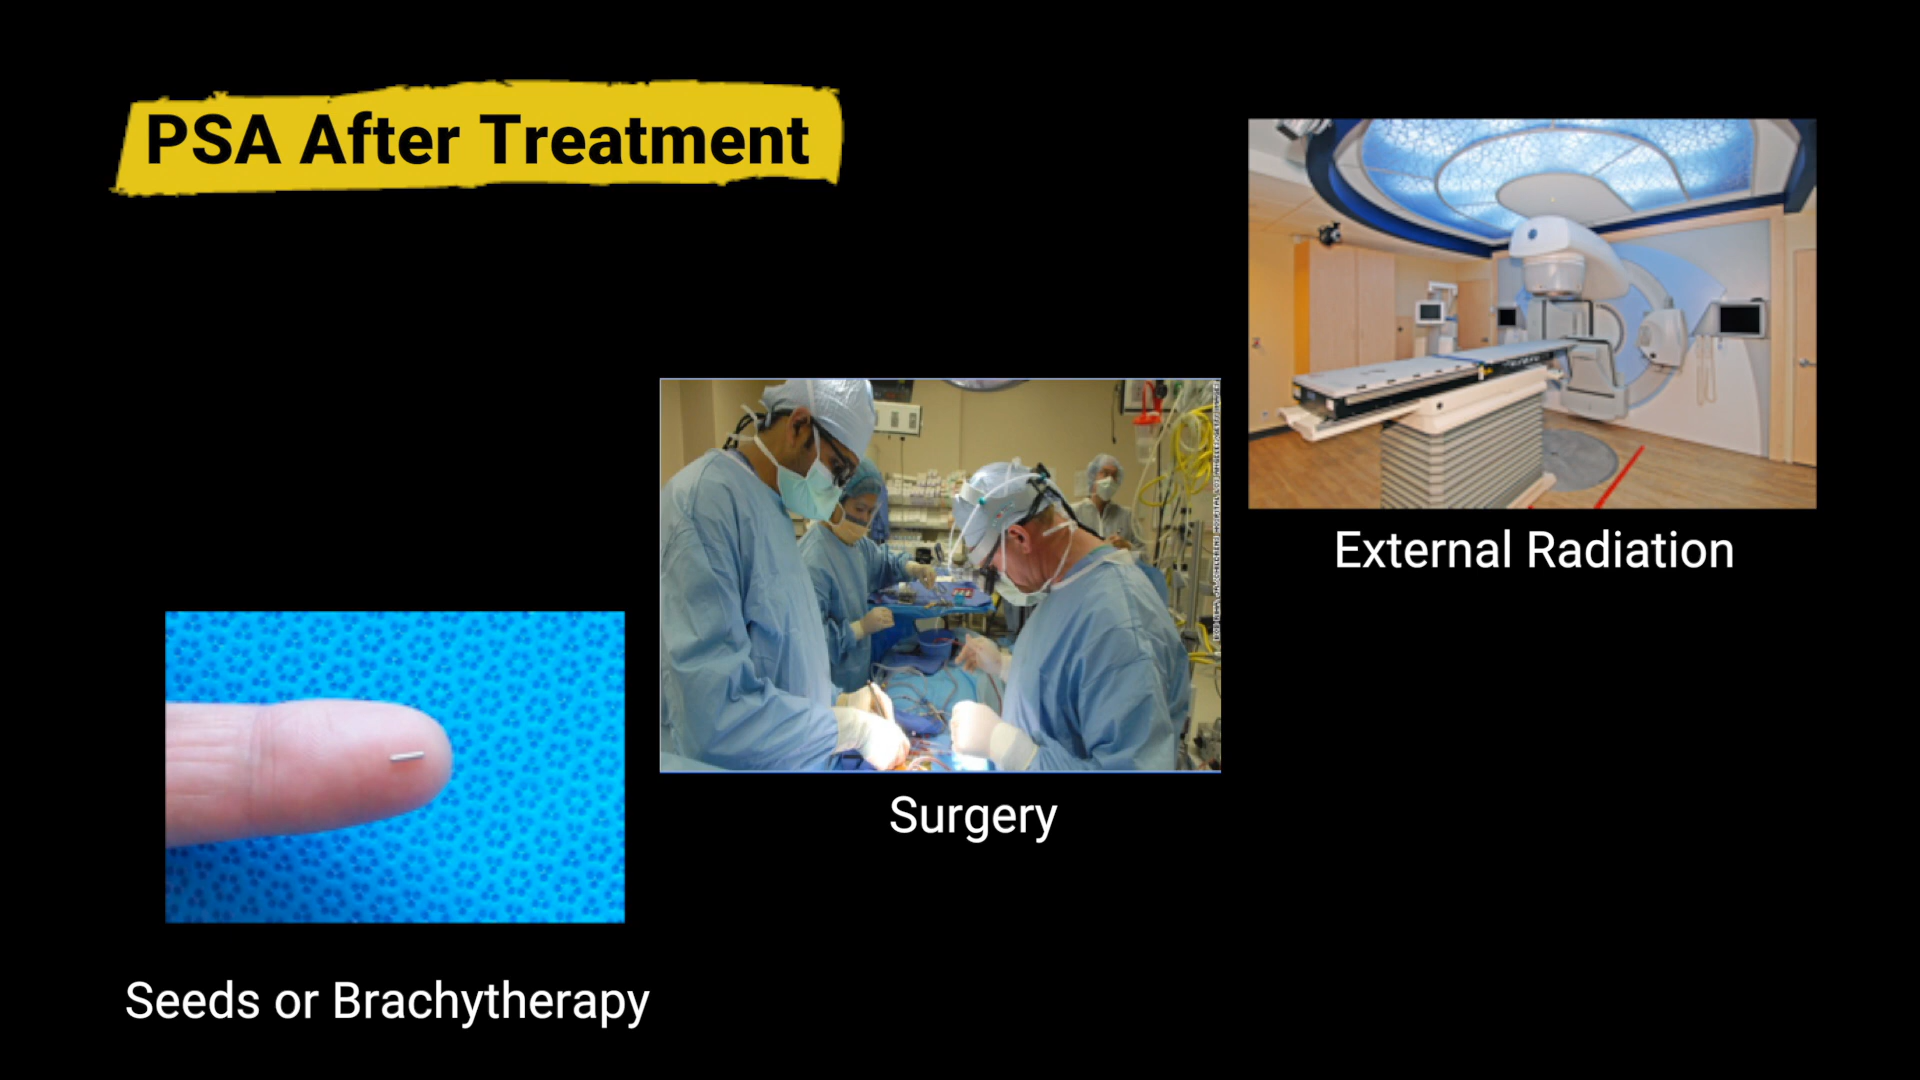 PSA After Treatment
External Radiation
Surgery
Seeds or Brachytherapy